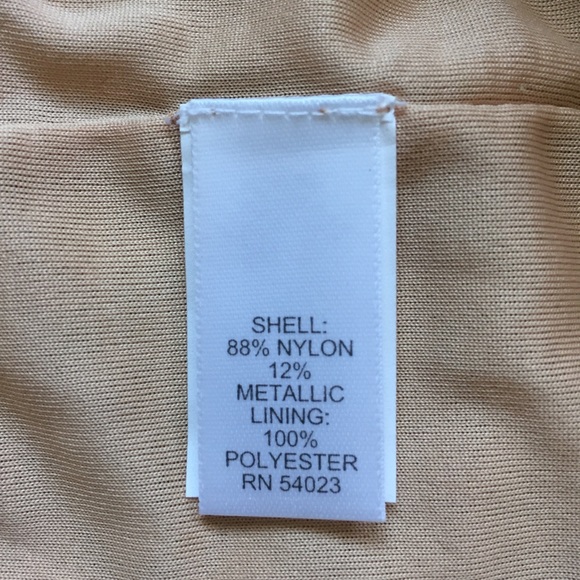 SHELL:
88% NYLON
12%
METALLIC
LINING:
100%
POLYESTER
RN 54023